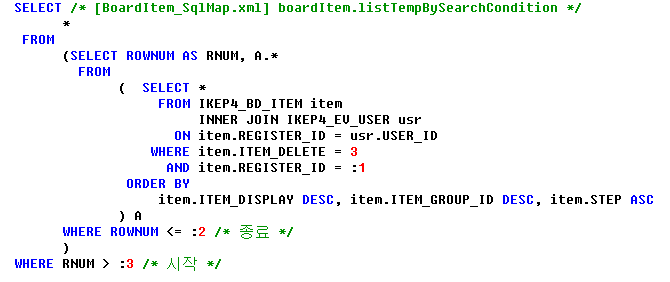 SELECT /* [BoardItem_SqlMap.xml] boardItem.listTempBySearchCondition */
*
FROM
(SELECT ROWNUM AS RNUM, A.*
FROM
( SELECT *
FROM IKEP4_BD_ITEM item
INNER JOIN IKEP4_EV_USER usr
ON item.REGISTER_ID = usr.USER_ID
WHERE item.ITEM_DELETE = 3
AND item.REGISTER_ID = :1
ORDER BY
item.ITEM_DISPLAY DESC, item.ITEM_GROUP_ID DESC, item.STEP ASC
) A
WHERE ROWNUM <= :2 /* 종료 */
)
WHERE RNUM > :3 /* 시작 */